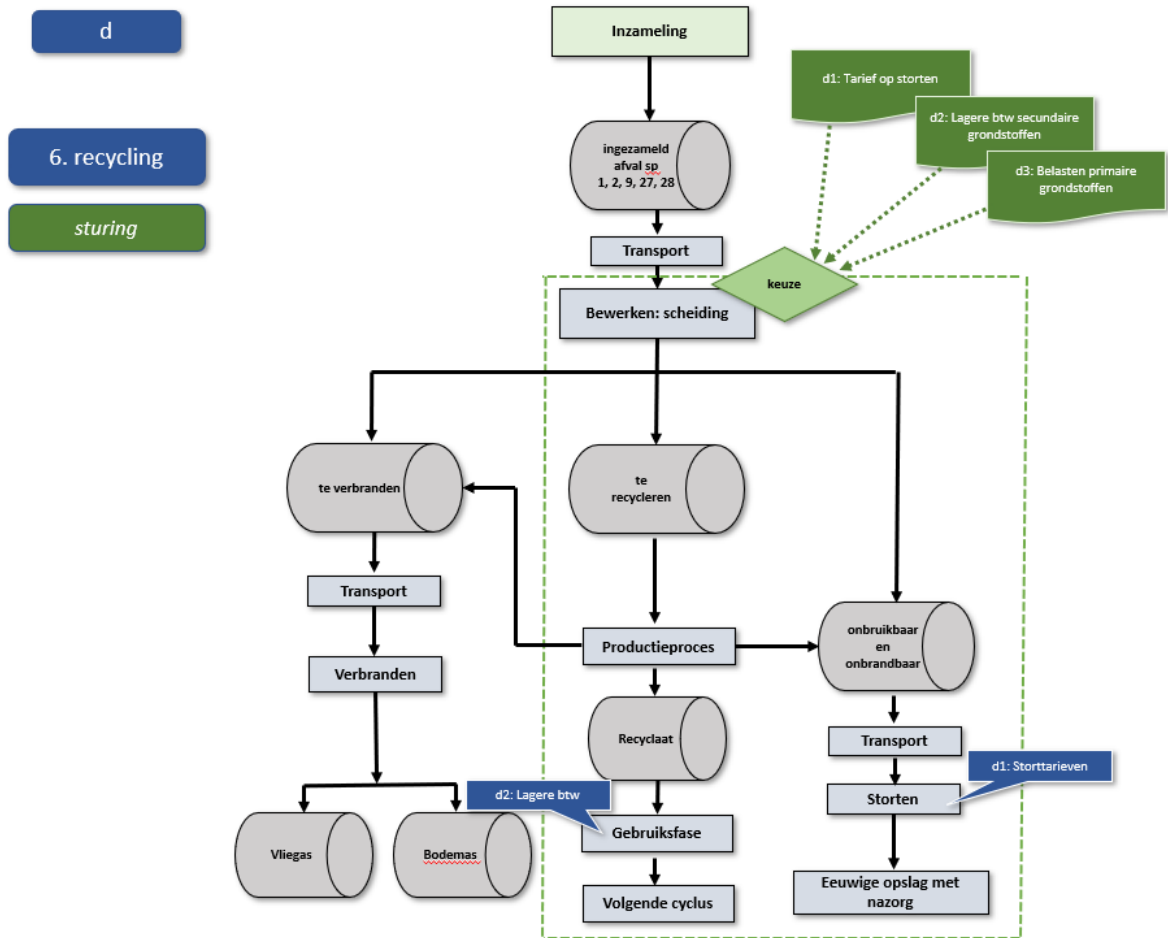 d
Inzameling
d1: Tarief op storten
d2: Lagere btw secundaire
grondstoffen
d3: Belasten primaire
grondstoffen
6. recycling
sturing
ingezameld
afval sp
1, 2, 9, 27, 28
Transport
keuze
Bewerken: scheiding
te verbranden
te
recycleren
Transport
Productieproces
onbruikbaar
en
onbrandbaar
Verbranden
Recyclaat
Transport
d1: Storttarieven
d2: Lagere btw
Storten
Gebruiksfase
Vliegas
Bodemas
Eeuwige opslag met
nazorg
Volgende cyclus